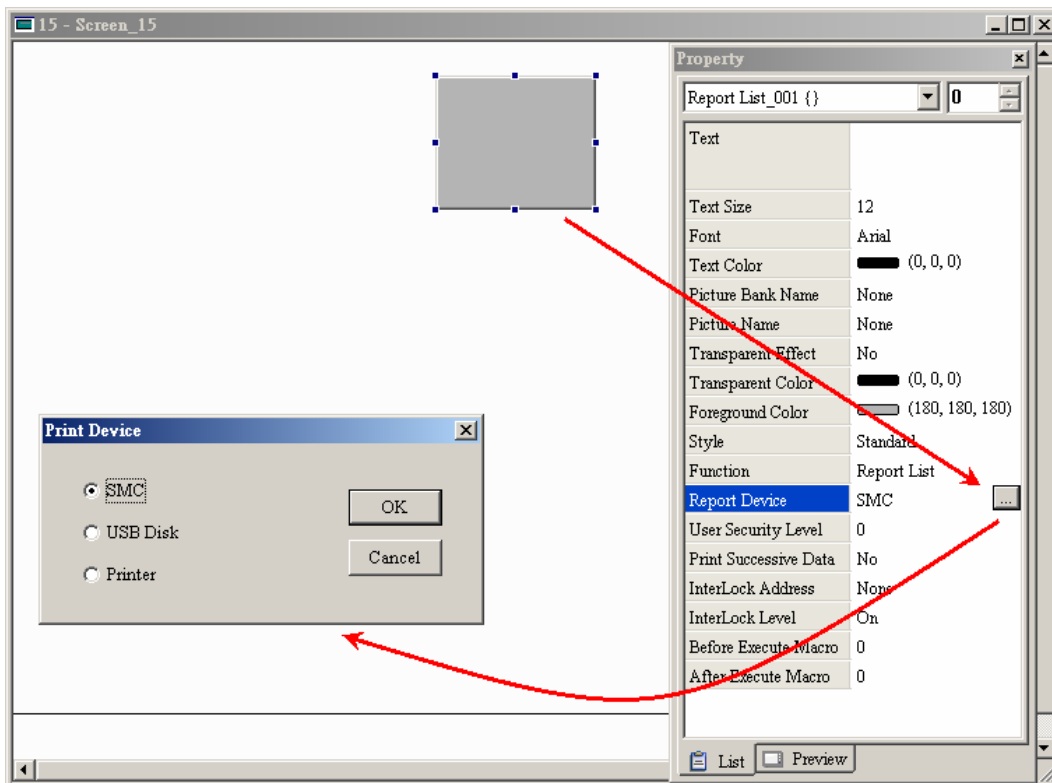 15 - Screen_15
Property
Report List_001 {}
0
Text
Text Size 12
Font Arial
Text Color (0, 0, 0)
Picture Bank Name None
Picture Name None
Transparent Effect No
Transparent Color (0, 0, 0)
Foreground Color (180, 180, 180)
Style Standard
Function Report List
Report Device SMC ...
User Security Level 0
Print Successive Data No
InterLock Address None
InterLock Level On
Before Execute Macro 0
After Execute Macro 0
List Preview
Print Device
SMC
USB Disk
Printer
OK
Cancel